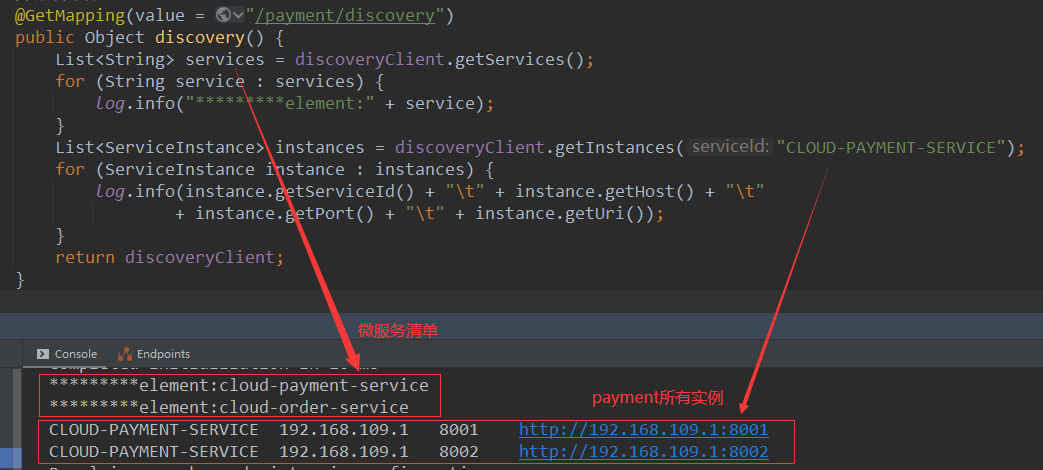 @GetMapping(value = "/payment/discovery")
public Object discovery() {
List<String> services = discoveryClient.getServices();
for (String service : services) {
log.info("*********element:" + service);
}
List<ServiceInstance> instances = discoveryClient.getInstances( serviceId: "CLOUD-PAYMENT-SERVICE");
for (ServiceInstance instance : instances) {
log.info(instance.getServiceId() + "\t" + instance.getHost() + "\t"
+ instance.getPort() + "\t" + instance.getUri());
}
return discoveryClient;
}
微服务清单
Console Endpoints
*********element:cloud-payment-service
*********element:cloud-order-service
payment所有实例
CLOUD-PAYMENT-SERVICE 192.168.109.1 8001 http://192.168.109.1:8001
CLOUD-PAYMENT-SERVICE 192.168.109.1 8002 http://192.168.109.1:8002